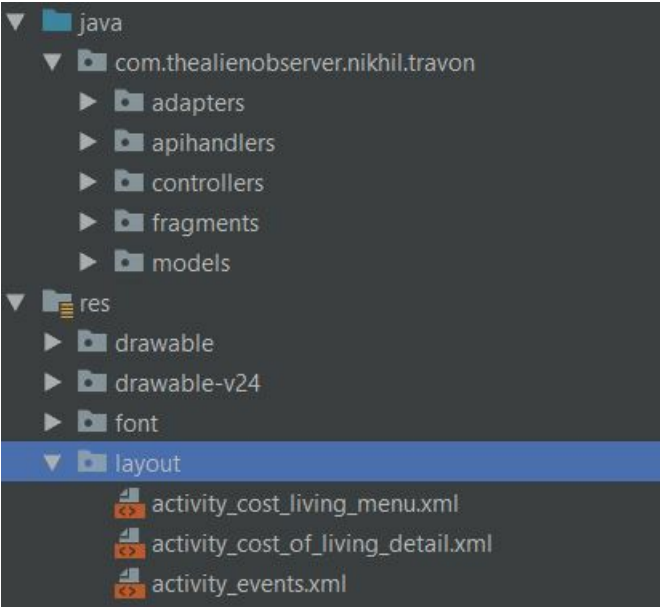 java
com.thealienobserver.nikhil.travon
adapters
apihandlers
controllers
fragments
models
res
drawable
drawable-v24
font
layout
activity_cost_living_menu.xml
activity_cost_of_living_detail.xml
activity_events.xml